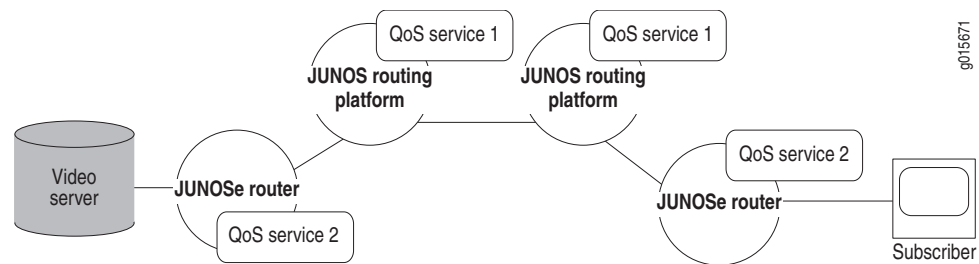 QoS service 1
JUNOS routing
platform
QoS service 1
JUNOS routing
platform
g015671
Video
server
JUNOSe router
QoS service 2
QoS service 2
JUNOSe router
Subscriber